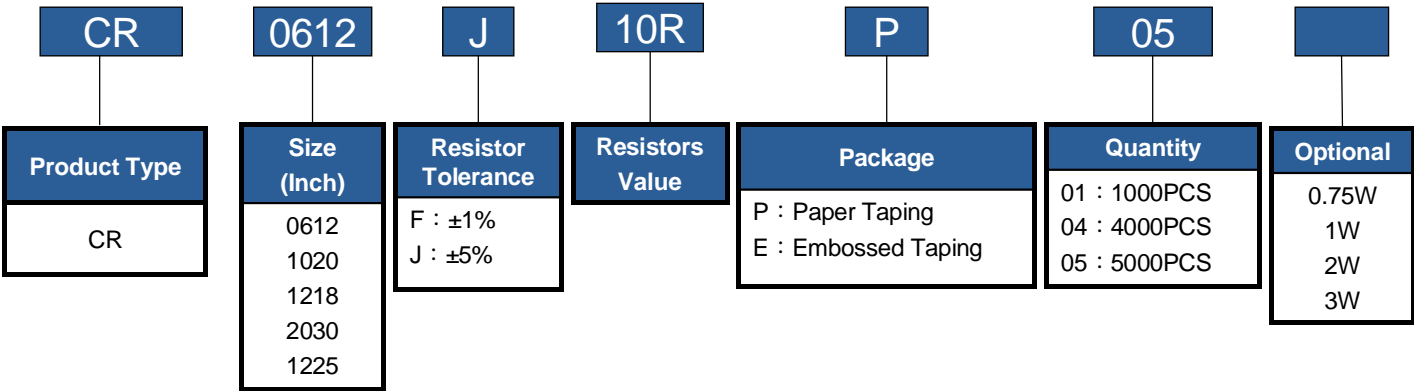 CR 0612 J 10R P 05
Product Type
CR
Size
(Inch)
0612
1020
1218
2030
1225
Resistor
Tolerance
F：±1%
J：±5%
Resistors
Value
Package
P：Paper Taping
E：Embossed Taping
Quantity
01：1000PCS
04：4000PCS
05：5000PCS
Optional
0.75W
1W
2W
3W